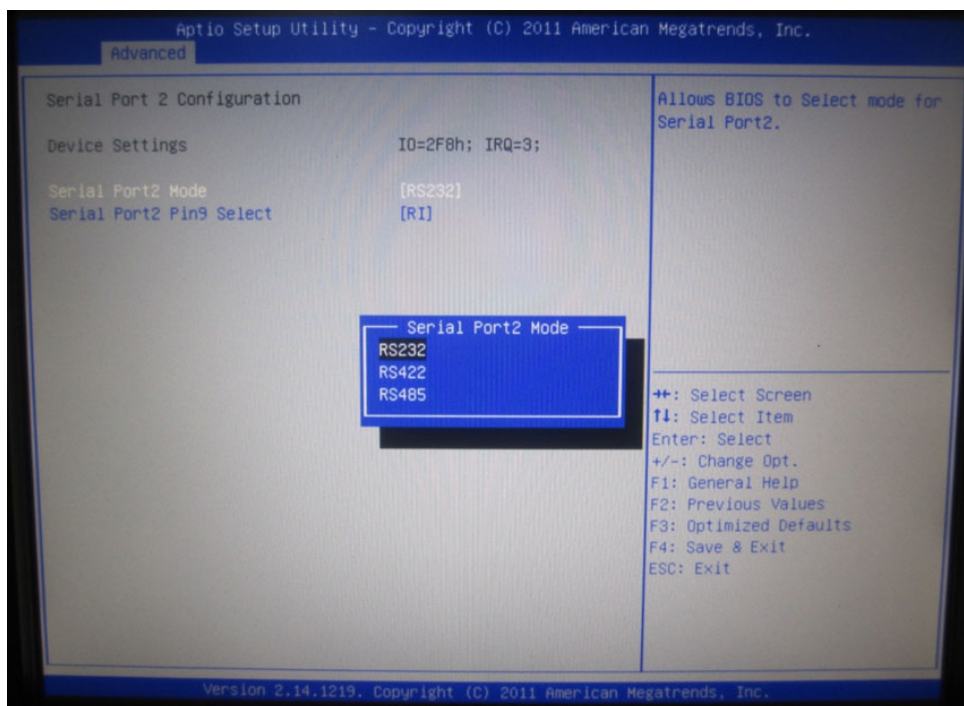 Aptio Setup Utility – Copyright (C) 2011 American Megatrends, Inc.
Advanced
Serial Port 2 Configuration
Device Settings IO=2F8h; IRQ=3;
Serial Port2 Mode [RS232]
Serial Port2 Pin9 Select [RI]
Allows BIOS to Select mode for
Serial Port2.
Serial Port2 Mode
RS232
RS422
RS485
→←: Select Screen
↑↓: Select Item
Enter: Select
+/-: Change Opt.
F1: General Help
F2: Previous Values
F3: Optimized Defaults
F4: Save & Exit
ESC: Exit
Version 2.14.1219. Copyright (C) 2011 American Megatrends, Inc.